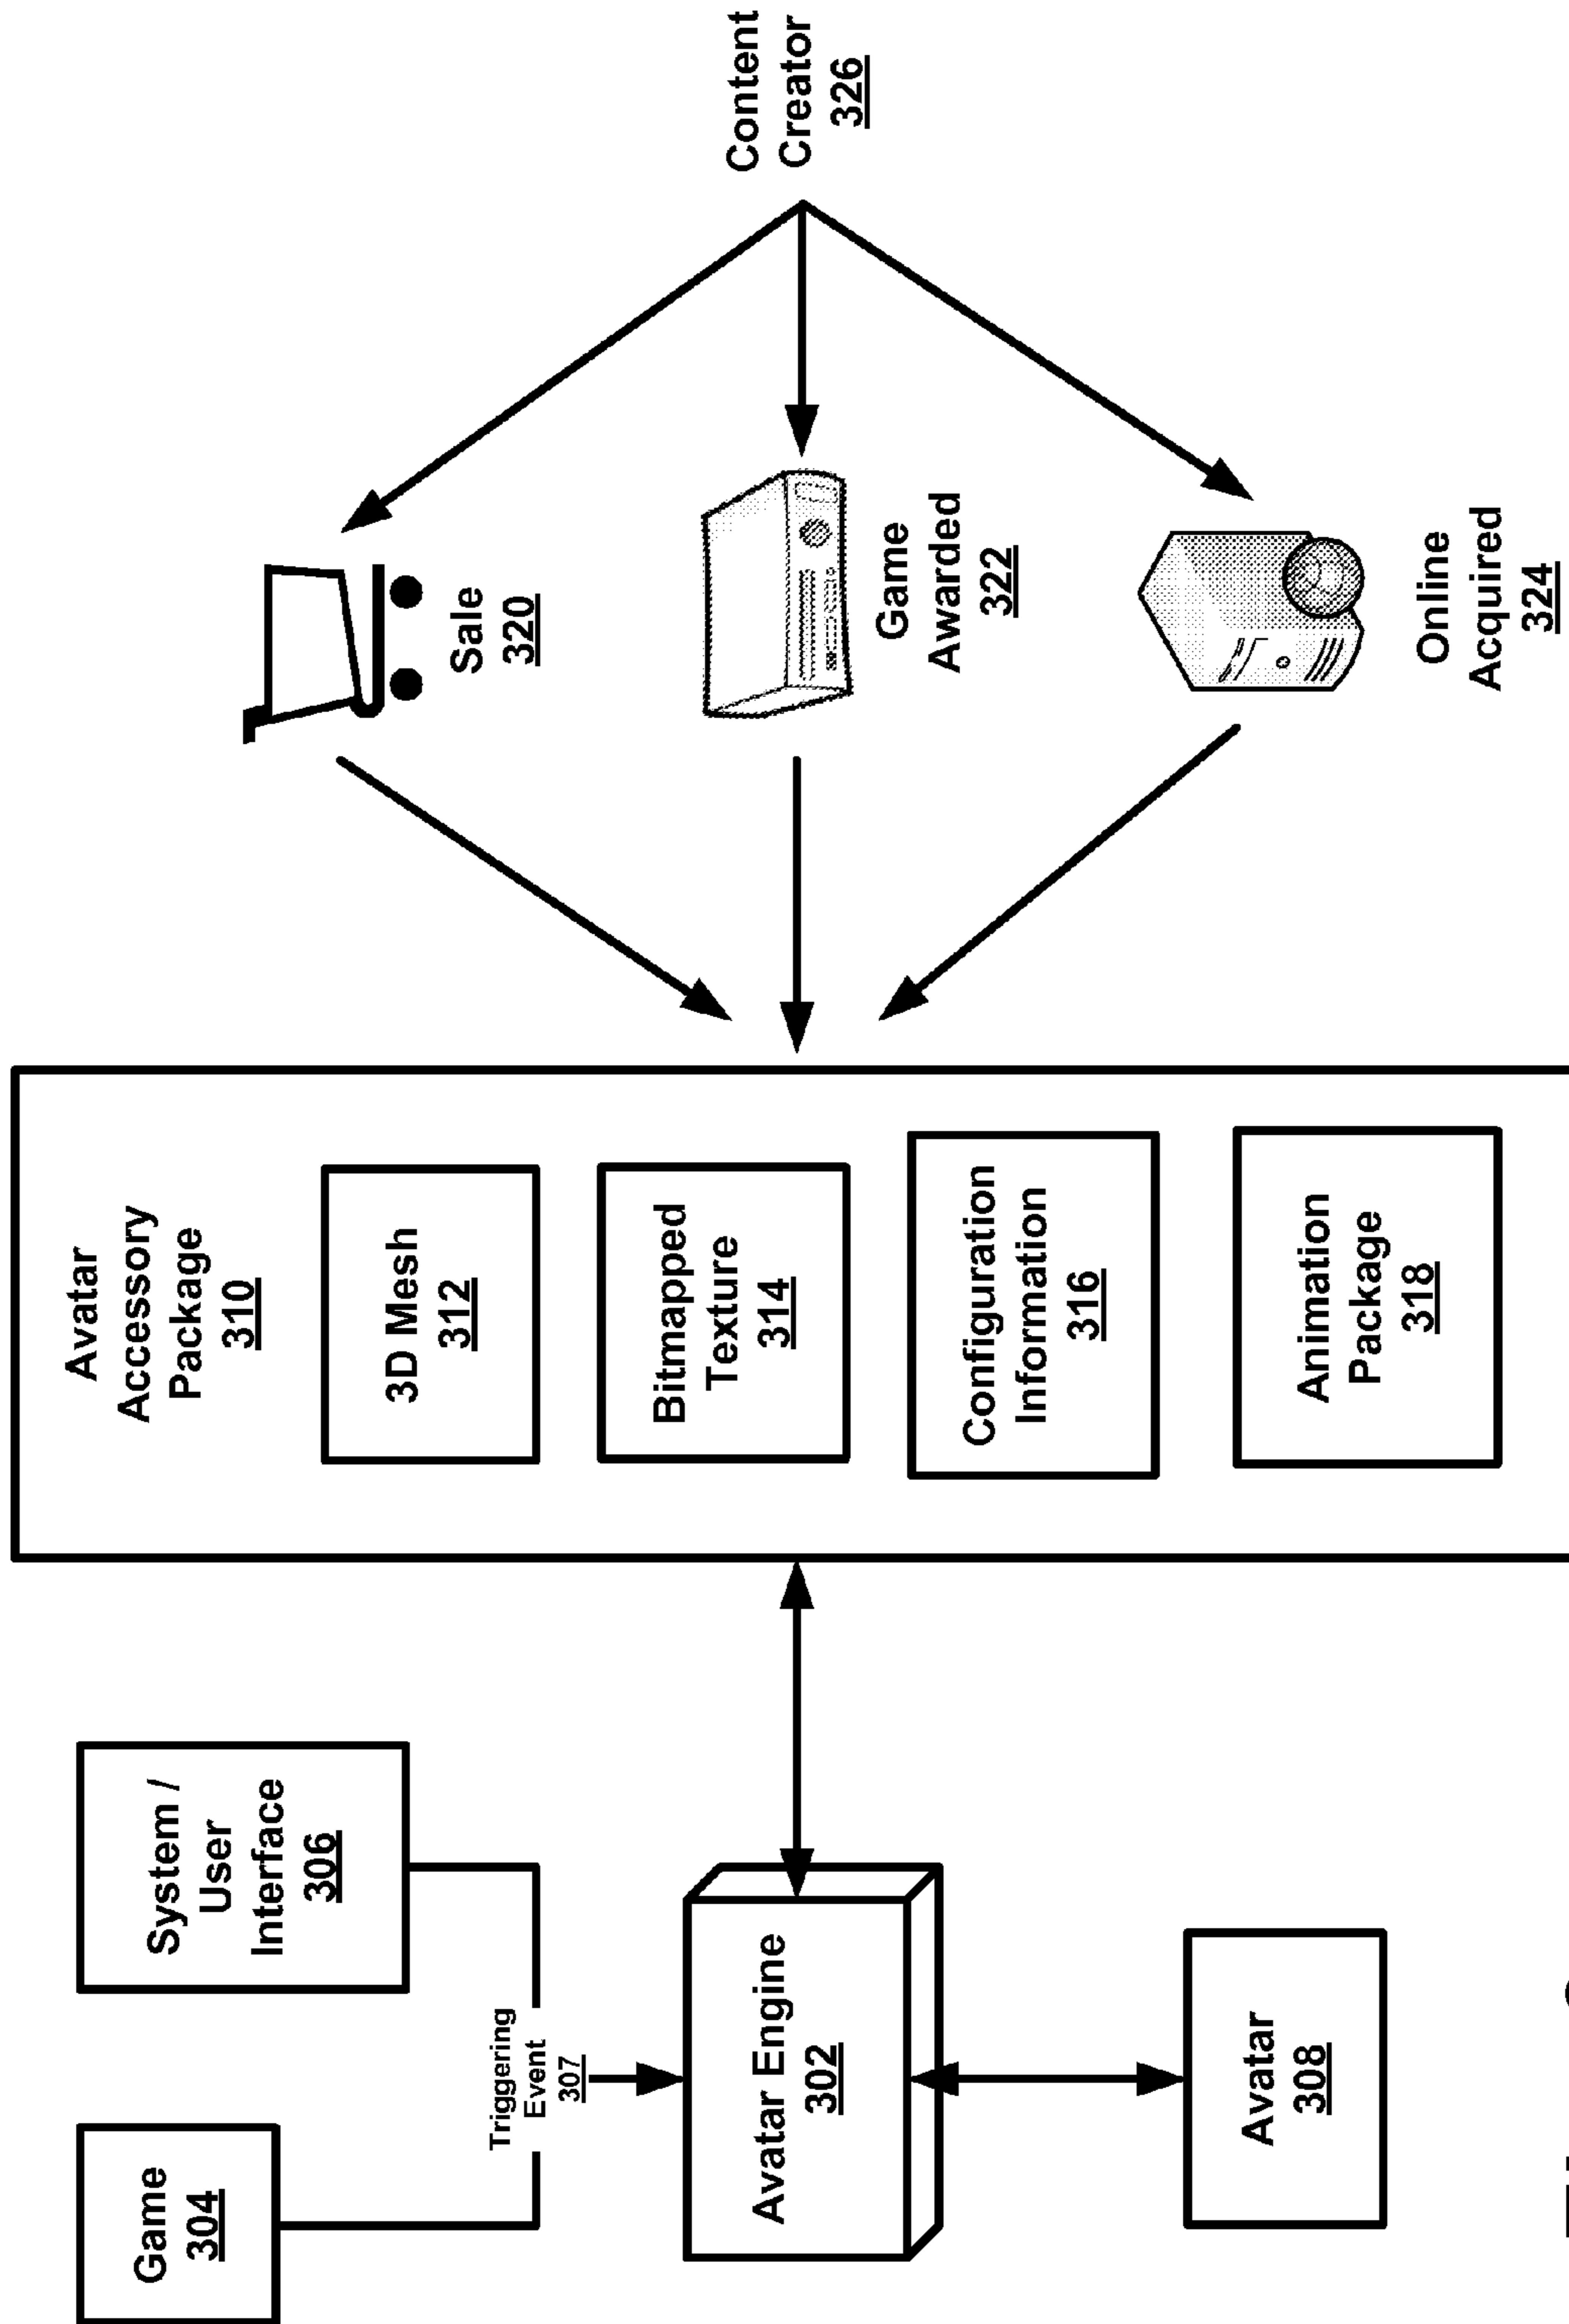 Game
304
System /
User
Interface
306
Triggering
Event
307
Avatar Engine
302
Avatar
308
Avatar
Accessory
Package
310
3D Mesh
312
Bitmapped
Texture
314
Configuration
Information
316
Animation
Package
318
Sale
320
Game
Awarded
322
Online
Acquired
324
Content
Creator
326